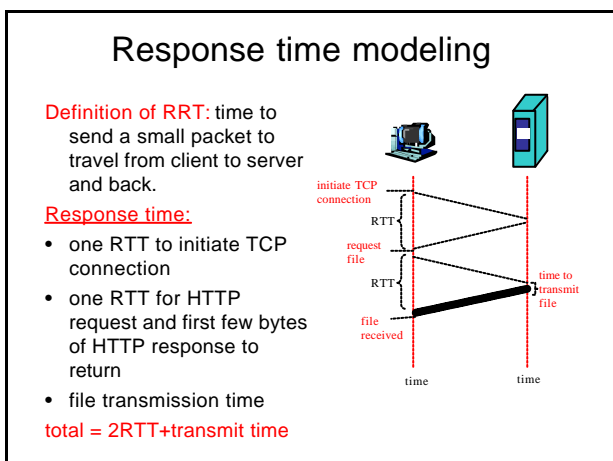 Response time modeling
Definition of RRT: time to
send a small packet to
travel from client to server
and back.
Response time:
• one RTT to initiate TCP
connection
• one RTT for HTTP
request and first few bytes
of HTTP response to
return
• file transmission time
total = 2RTT+transmit time
initiate TCP
connection
RTT
request
file
RTT
file
received
time to
transmit
file
time
time